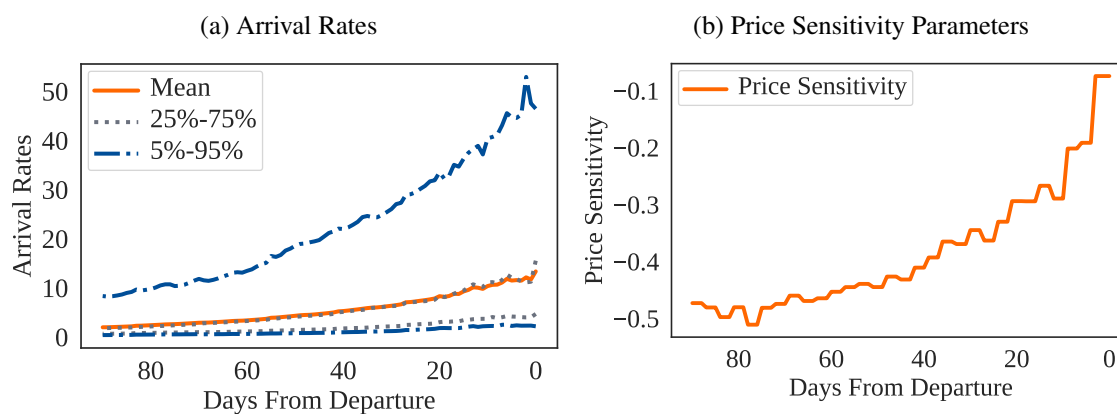 (a) Arrival Rates
Arrival Rates
50
40
30
20
10
0
Mean
25%-75%
5%-95%
80
60
40
20
0
Days From Departure
(b) Price Sensitivity Parameters
Price Sensitivity
−0.1
−0.2
−0.3
−0.4
−0.5
Price Sensitivity
80
60
40
20
0
Days From Departure